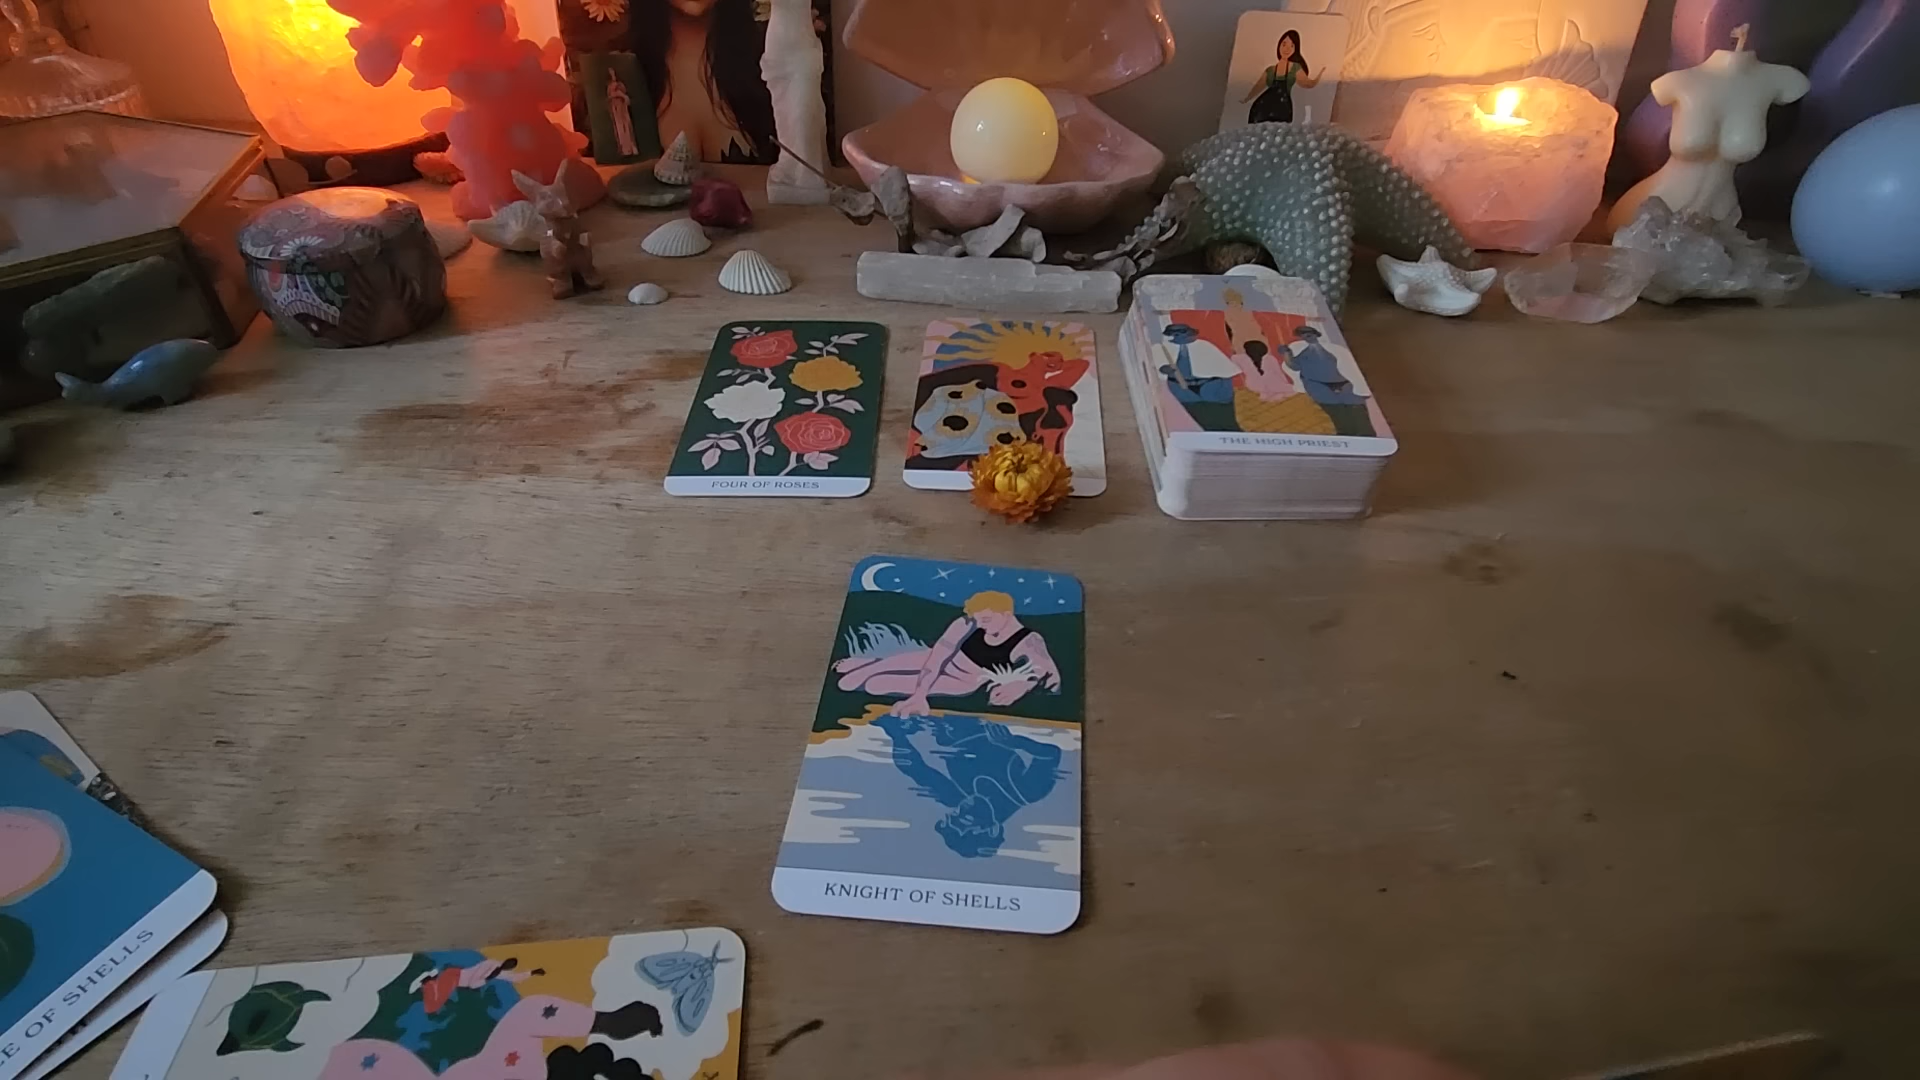 FOUR OF ROSES
THE HIGH PRIEST
KNIGHT OF SHELLS
OF SHELLS